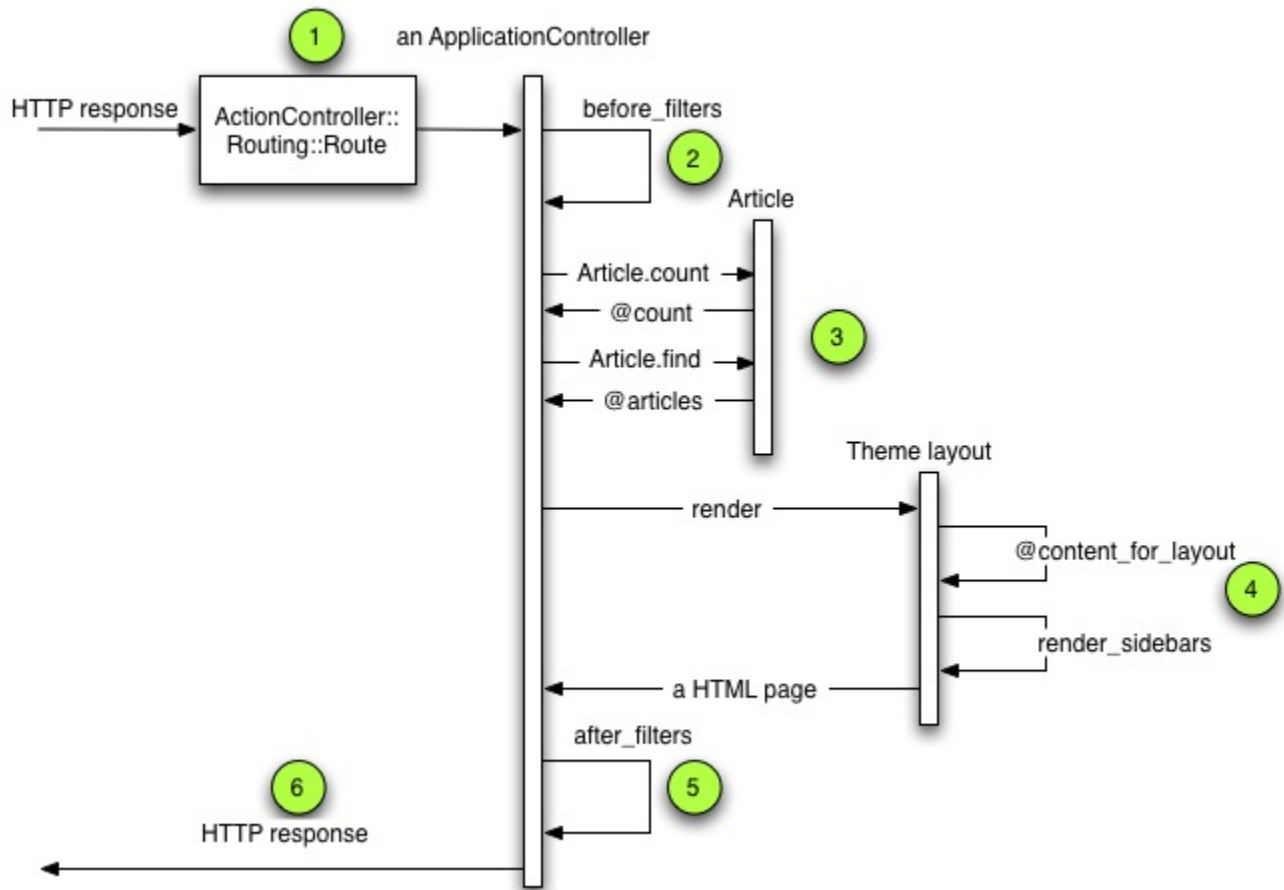 1
an ApplicationController
HTTP response
ActionController::
Routing::Route
before_filters
2
Article
Article.count
@count
3
Article.find
@articles
Theme layout
render
@content_for_layout
4
render_sidebars
a HTML page
after_filters
6
5
HTTP response